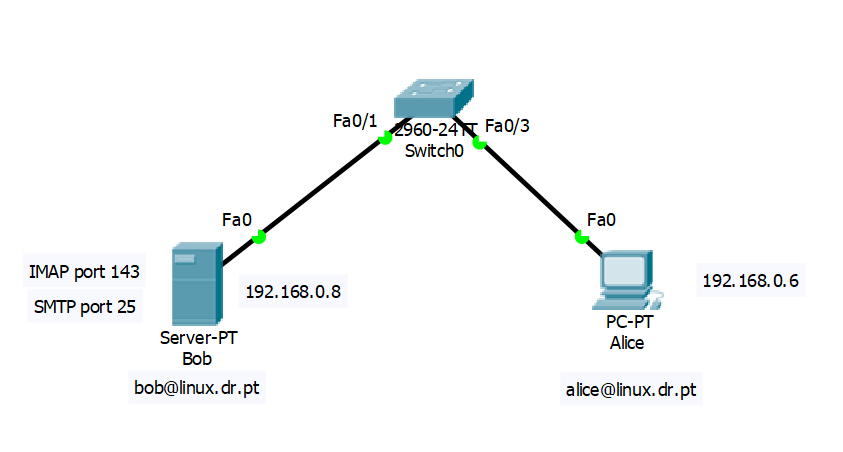 Fa0/1
Fa0/3
2960-24TT
Switch0
Fa0
Fa0
IMAP port 143
SMTP port 25
192.168.0.8
192.168.0.6
Server-PT
Bob
bob@linux.dr.pt
PC-PT
Alice
alice@linux.dr.pt